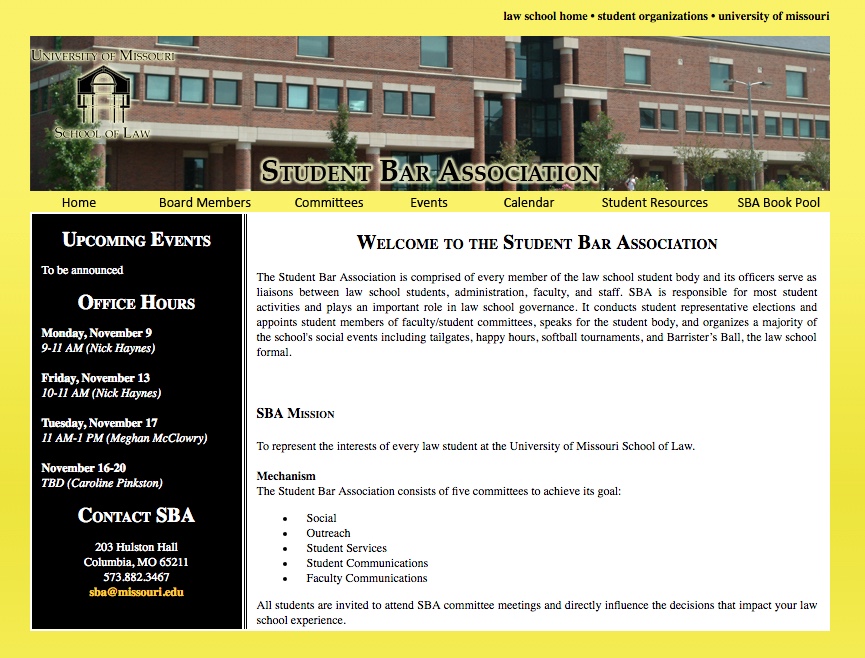 law school home • student organizations • university of missouri
University of Missouri
School of Law
Student Bar Association
Home Board Members Committees Events Calendar Student Resources SBA Book Pool
Upcoming Events
To be announced
Office Hours
Monday, November 9
9-11 AM (Nick Haynes)
Friday, November 13
10-11 AM (Nick Haynes)
Tuesday, November 17
11 AM-1 PM (Meghan McClowry)
November 16-20
TBD (Caroline Pinkston)
Contact SBA
203 Hulston Hall
Columbia, MO 65211
573.882.3467
sba@missouri.edu
Welcome to the Student Bar Association
The Student Bar Association is comprised of every member of the law school student body and its officers serve as
liaisons between law school students, administration, faculty, and staff. SBA is responsible for most student
activities and plays an important role in law school governance. It conducts student representative elections and
appoints student members of faculty/student committees, speaks for the student body, and organizes a majority of
the school's social events including tailgates, happy hours, softball tournaments, and Barrister's Ball, the law school
formal.
SBA Mission
To represent the interests of every law student at the University of Missouri School of Law.
Mechanism
The Student Bar Association consists of five committees to achieve its goal:
• Social
• Outreach
• Student Services
• Student Communications
• Faculty Communications
All students are invited to attend SBA committee meetings and directly influence the decisions that impact your law
school experience.